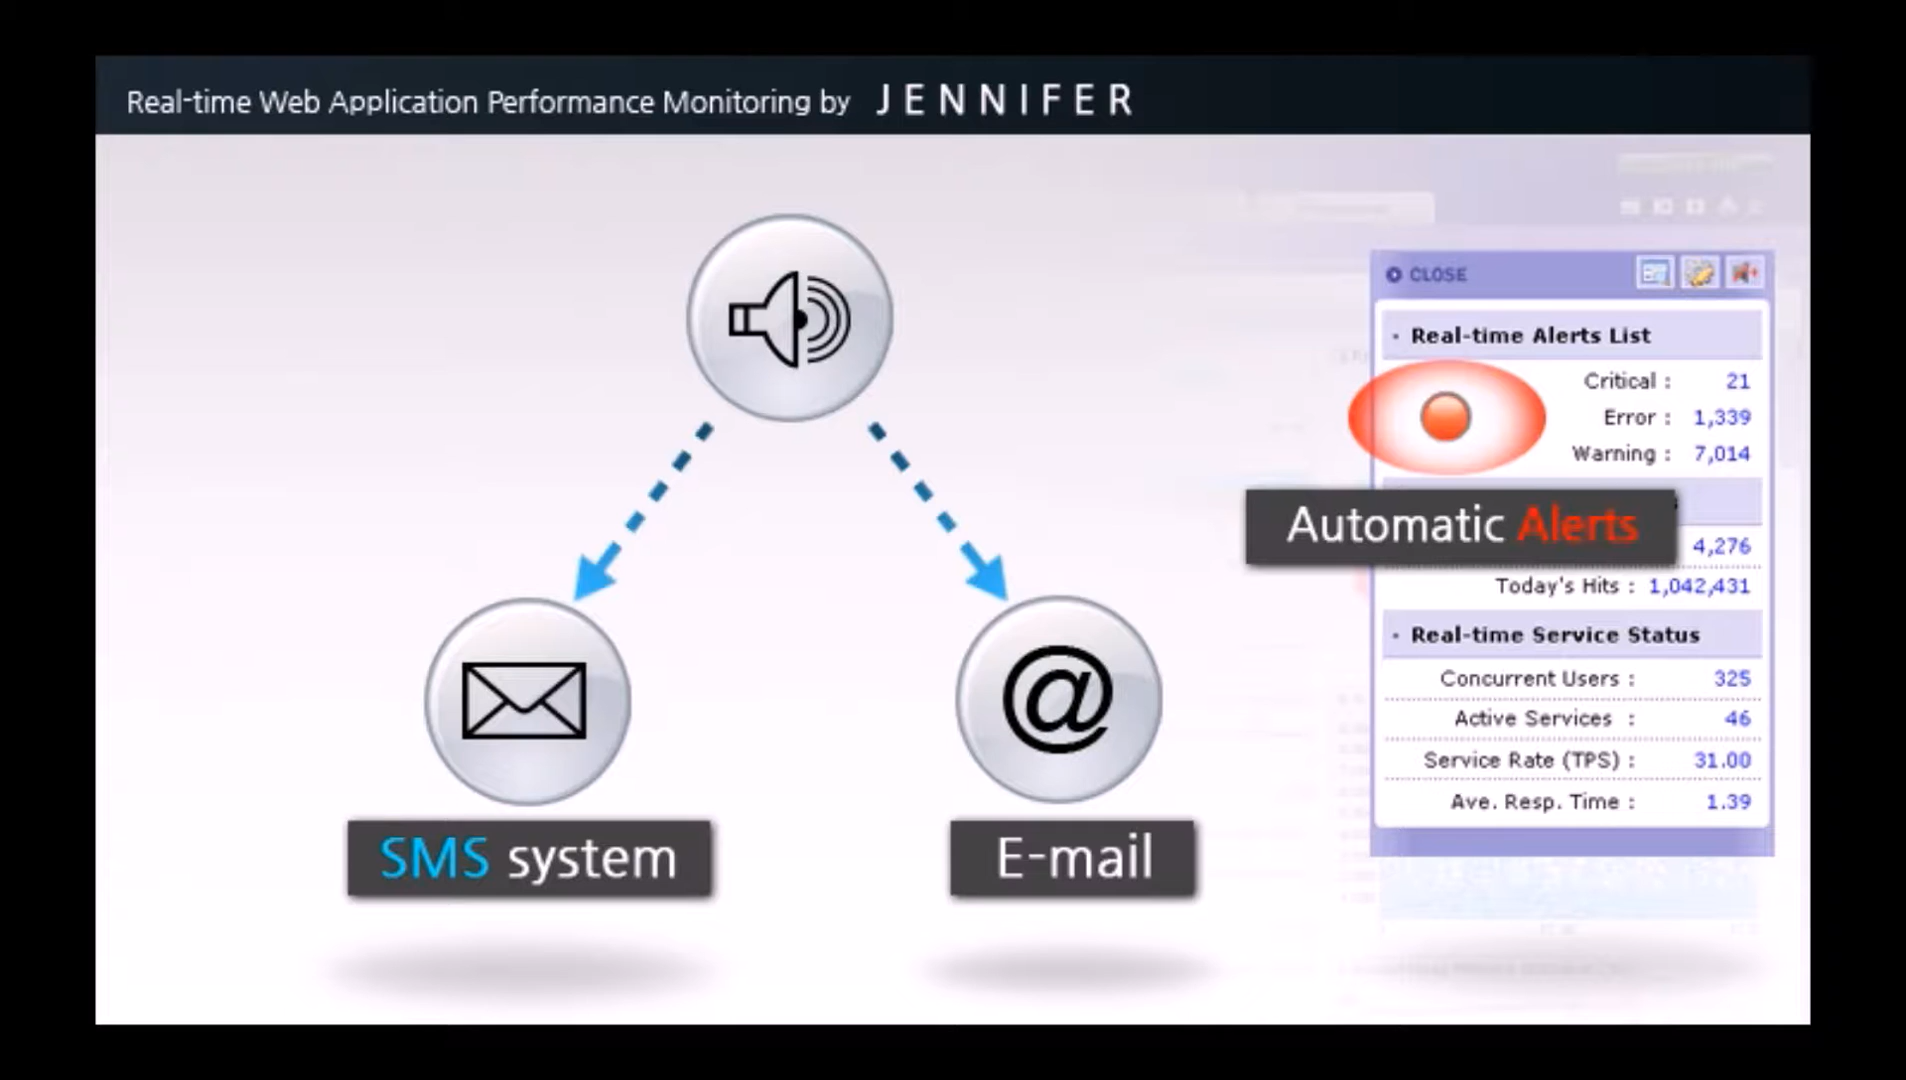 Real-time Web Application Performance Monitoring by JENNIFER
CLOSE
Real-time Alerts List
Critical : 21
Error : 1,339
Warning : 7,014
Automatic Alerts
4,276
Today's Hits : 1,042,431
Real-time Service Status
Concurrent Users : 325
Active Services : 46
Service Rate (TPS) : 31.00
Ave. Resp. Time : 1.39
@
SMS system
E-mail